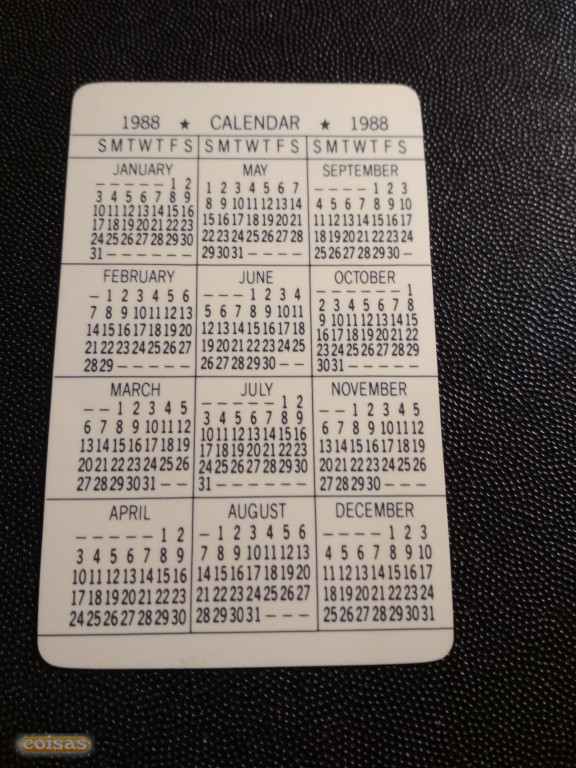 1988 ★ CALENDAR ★ 1988
S M T W T F S S M T W T F S S M T W T F S
JANUARY
– – – – – 1 2
3 4 5 6 7 8 9
10 11 12 13 14 15 16
17 18 19 20 21 22 23
24 25 26 27 28 29 30
31 – – – – – –
MAY
1 2 3 4 5 6 7
8 9 10 11 12 13 14
15 16 17 18 19 20 21
22 23 24 25 26 27 28
29 30 31 – – – –
SEPTEMBER
– – – – 1 2 3
4 5 6 7 8 9 10
11 12 13 14 15 16 17
18 19 20 21 22 23 24
25 26 27 28 29 30 –
FEBRUARY
– 1 2 3 4 5 6
7 8 9 10 11 12 13
14 15 16 17 18 19 20
21 22 23 24 25 26 27
28 29 – – – – –
JUNE
– – – 1 2 3 4
5 6 7 8 9 10 11
12 13 14 15 16 17 18
19 20 21 22 23 24 25
26 27 28 29 30 – –
OCTOBER
– – – – – – 1
2 3 4 5 6 7 8
9 10 11 12 13 14 15
16 17 18 19 20 21 22
23 24 25 26 27 28 29
30 31 – – – – –
MARCH
– – 1 2 3 4 5
6 7 8 9 10 11 12
13 14 15 16 17 18 19
20 21 22 23 24 25 26
27 28 29 30 31 – –
JULY
– – – – – 1 2
3 4 5 6 7 8 9
10 11 12 13 14 15 16
17 18 19 20 21 22 23
24 25 26 27 28 29 30
31 – – – – – –
NOVEMBER
– – 1 2 3 4 5
6 7 8 9 10 11 12
13 14 15 16 17 18 19
20 21 22 23 24 25 26
27 28 29 30 – – –
APRIL
– – – – – 1 2
3 4 5 6 7 8 9
10 11 12 13 14 15 16
17 18 19 20 21 22 23
24 25 26 27 28 29 30
AUGUST
– 1 2 3 4 5 6
7 8 9 10 11 12 13
14 15 16 17 18 19 20
21 22 23 24 25 26 27
28 29 30 31 – – –
DECEMBER
– – – – 1 2 3
4 5 6 7 8 9 10
11 12 13 14 15 16 17
18 19 20 21 22 23 24
25 26 27 28 29 30 31
coisas